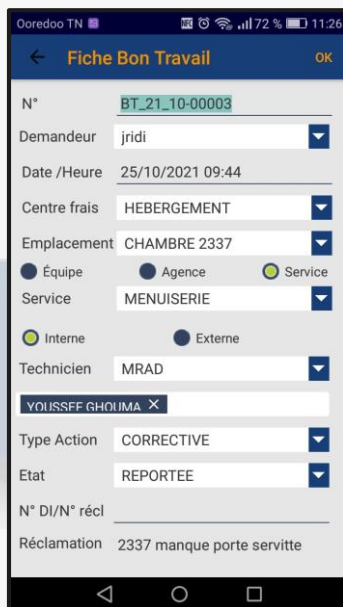 Ooredoo TN 72 % 11:26
Fiche Bon Travail OK
N° BT_21_10-00003
Demandeur jridi
Date /Heure 25/10/2021 09:44
Centre frais HEBERGEMENT
Emplacement CHAMBRE 2337
Équipe Agence Service
Service MENUISERIE
Interne Externe
Technicien MRAD
YOUSSEF GHOUMA X
Type Action CORRECTIVE
Etat REPORTEE
N° DI/N° récl
Réclamation 2337 manque porte servitte